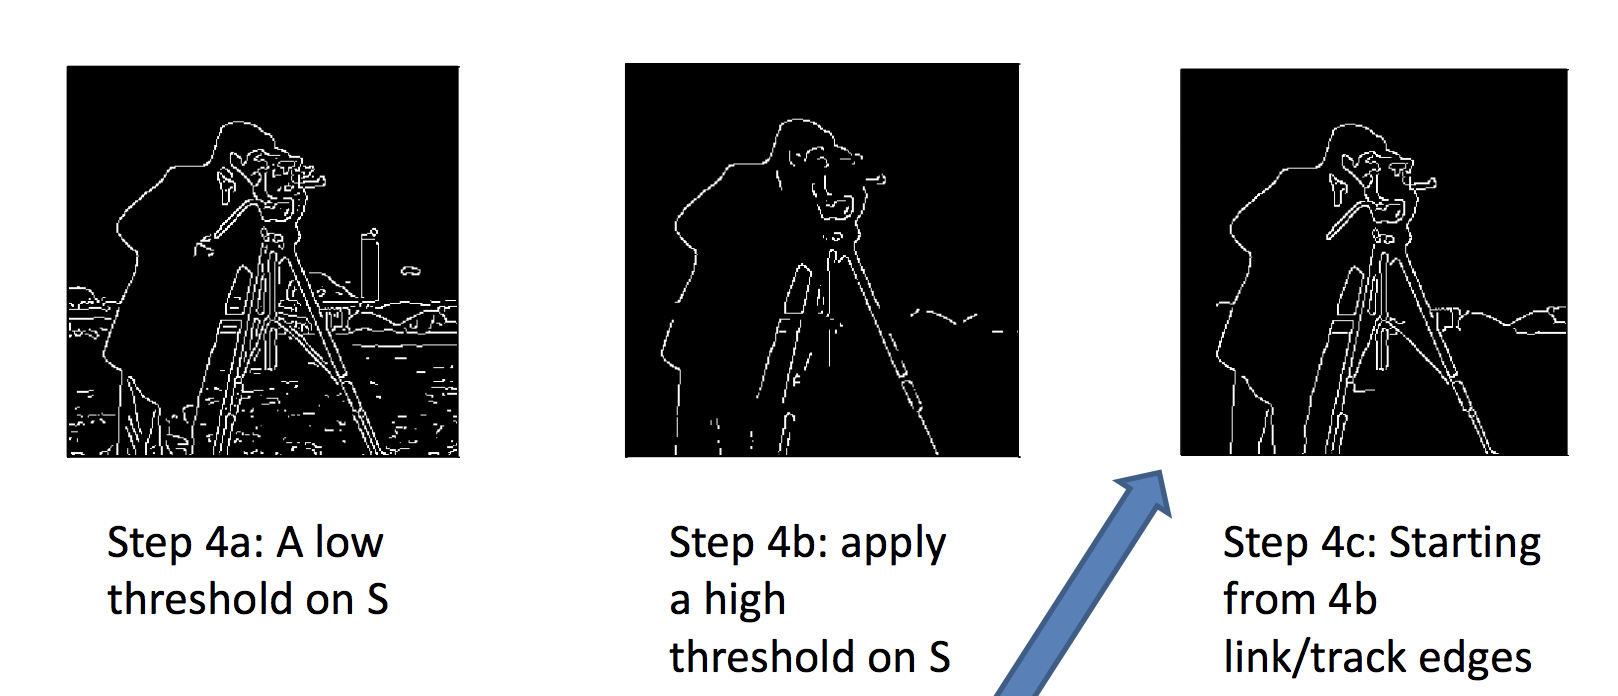 Step 4a: A low
threshold on S
Step 4b: apply
a high
threshold on S
Step 4c: Starting
from 4b
link/track edges